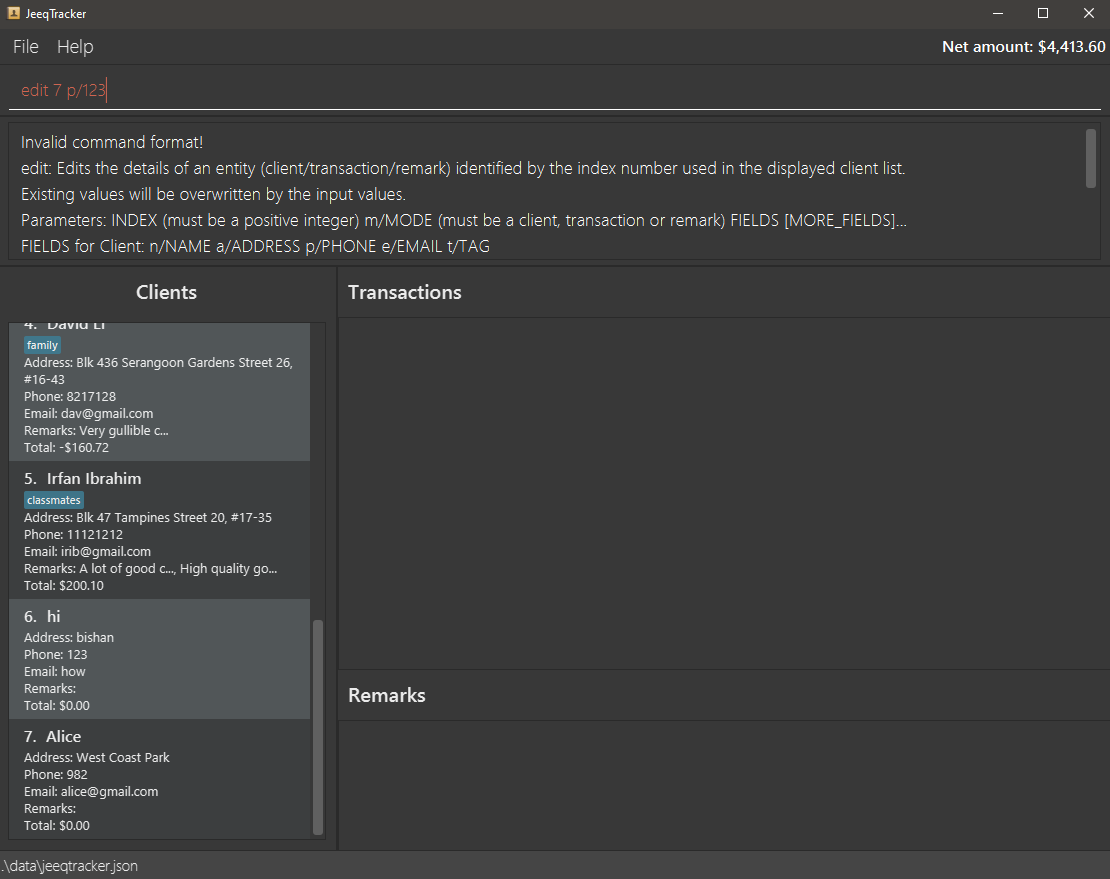 JeeqTracker
File Help Net amount: $4,413.60
edit 7 p/123
Invalid command format!
edit: Edits the details of an entity (client/transaction/remark) identified by the index number used in the displayed client list.
Existing values will be overwritten by the input values.
Parameters: INDEX (must be a positive integer) m/MODE (must be a client, transaction or remark) FIELDS [MORE_FIELDS]...
FIELDS for Client: n/NAME a/ADDRESS p/PHONE e/EMAIL t/TAG
Clients
4. David Li
family
Address: Blk 436 Serangoon Gardens Street 26,
#16-43
Phone: 8217128
Email: dav@gmail.com
Remarks: Very gullible c...
Total: -$160.72
5. Irfan Ibrahim
classmates
Address: Blk 47 Tampines Street 20, #17-35
Phone: 11121212
Email: irib@gmail.com
Remarks: A lot of good c..., High quality go...
Total: $200.10
6. hi
Address: bishan
Phone: 123
Email: how
Remarks:
Total: $0.00
7. Alice
Address: West Coast Park
Phone: 982
Email: alice@gmail.com
Remarks:
Total: $0.00
Transactions
Remarks
.\data\jeeqtracker.json